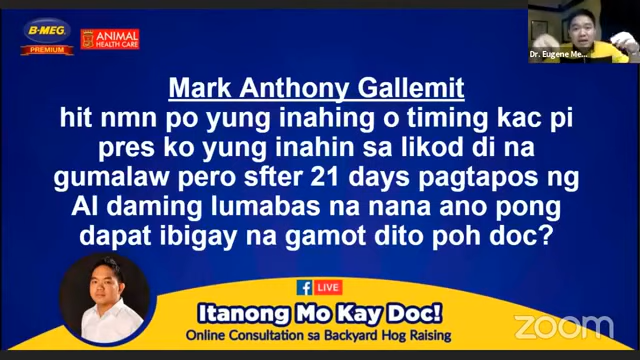 B-MEG
PREMIUM
ANIMAL
HEALTH CARE
Dr. Eugene Me...
Mark Anthony Gallemit
hit nmn po yung inahing o timing kac pi
pres ko yung inahin sa likod di na
gumalaw pero sfter 21 days pagtapos ng
AI daming lumabas na nana ano pong
dapat ibigay na gamot dito poh doc?
f LIVE
Itanong Mo Kay Doc!
Online Consultation sa Backyard Hog Raising
zoom